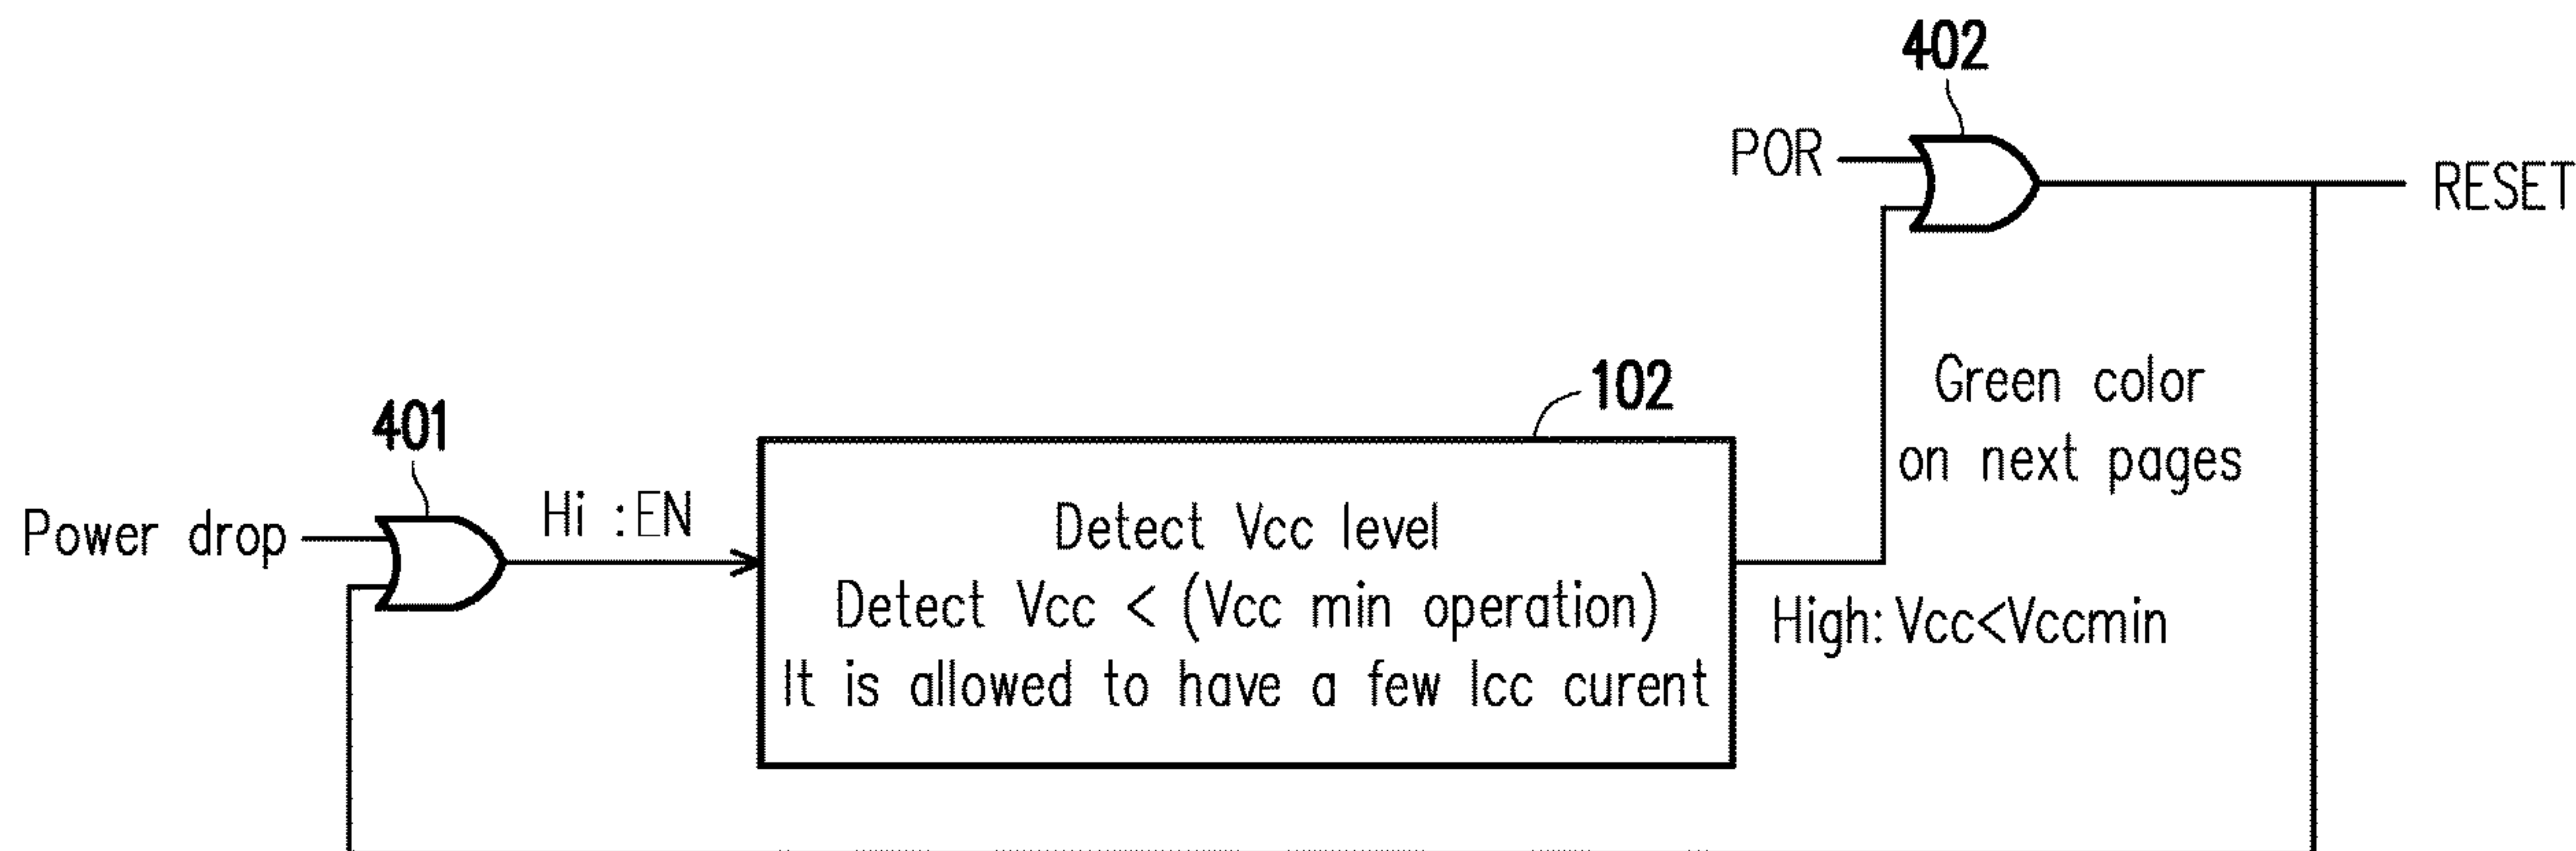 402
POR
RESET
Green color
on next pages
102
401
Hi :EN
Power drop
Detect Vcc level
Detect Vcc < (Vcc min operation)
It is allowed to have a few Icc curent
High: Vcc<Vccmin